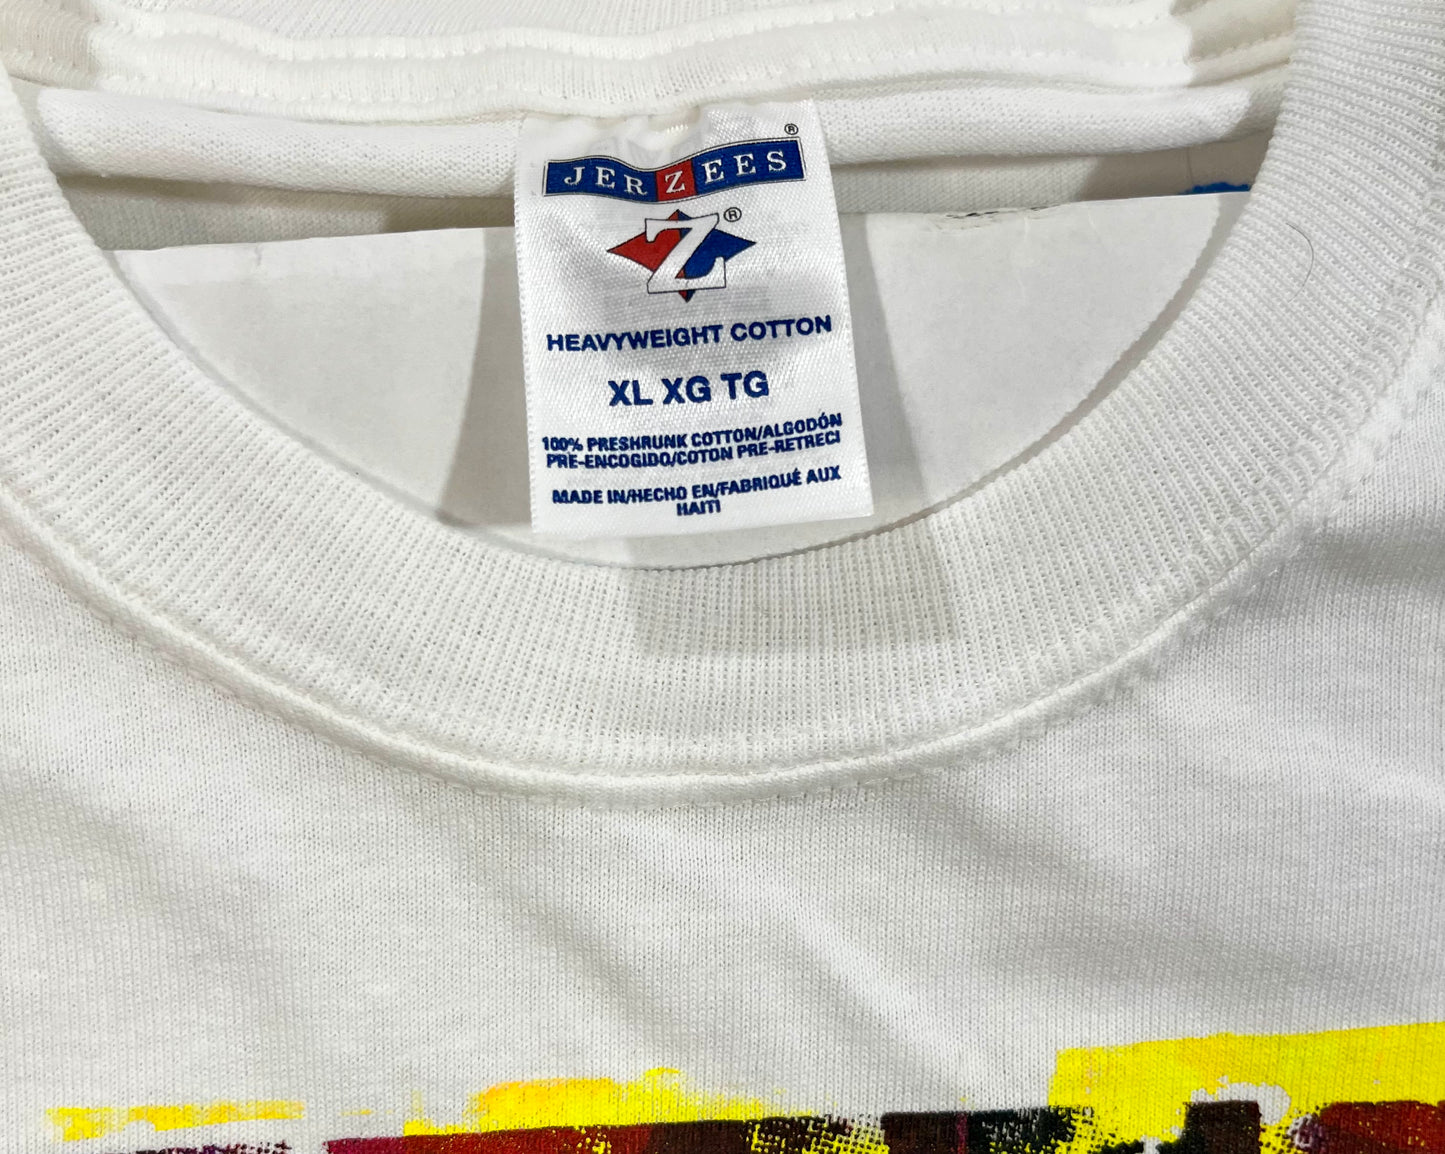 JERZEES ®
Z ®
HEAVYWEIGHT COTTON
XL XG TG
100% PRESHRUNK COTTON/ALGODÓN
PRE-ENCOGIDO/COTON PRE-RETRECI
MADE IN/HECHO EN/FABRIQUÉ AUX
HAITI